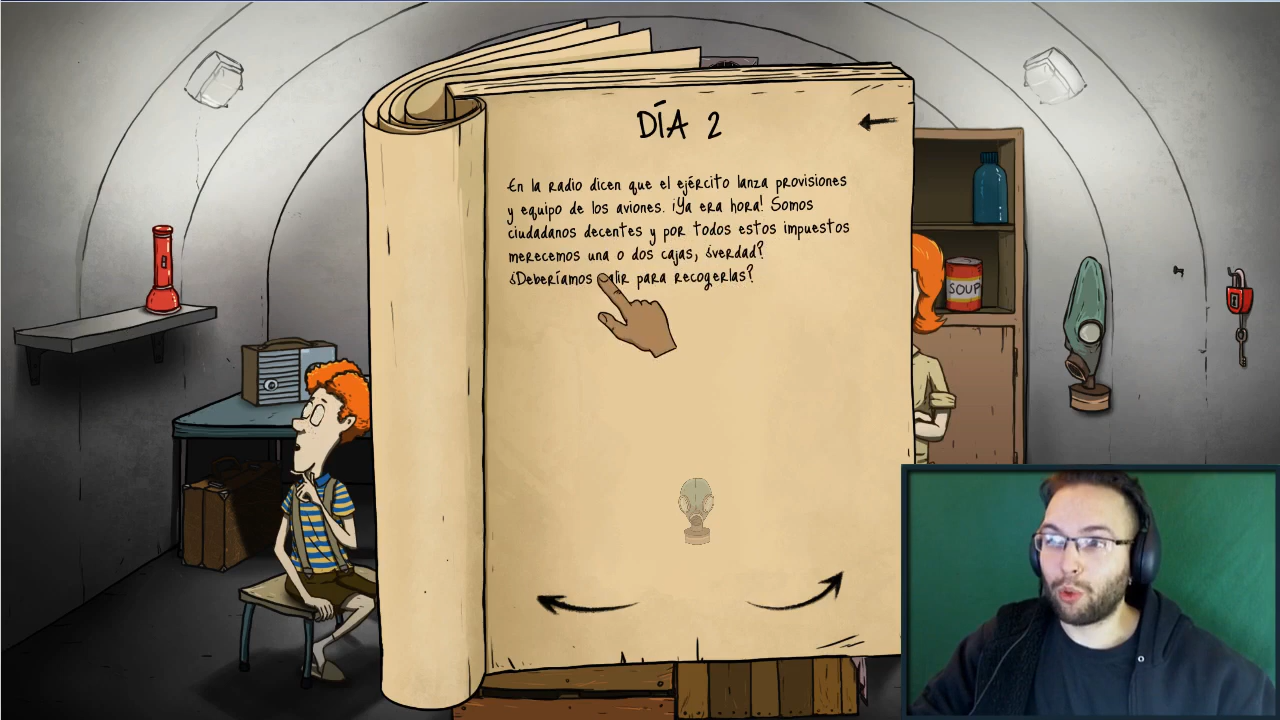 DÍA 2
En la radio dicen que el ejército lanza provisiones
y equipo de los aviones. ¡Ya era hora! Somos
ciudadanos decentes y por todos estos impuestos
merecemos una o dos cajas, ¿verdad?
¿Deberíamos salir para recogerlas?
SOUP